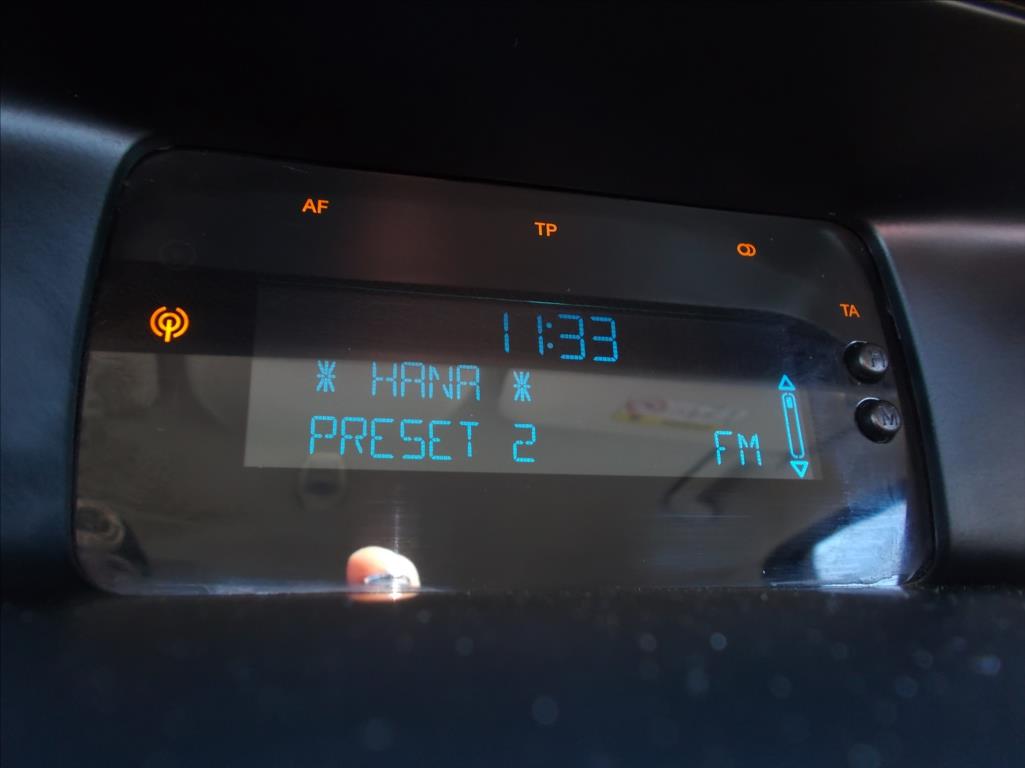 AF
TP
TA
11:33
H
* HANA *
M
PRESET 2 FM